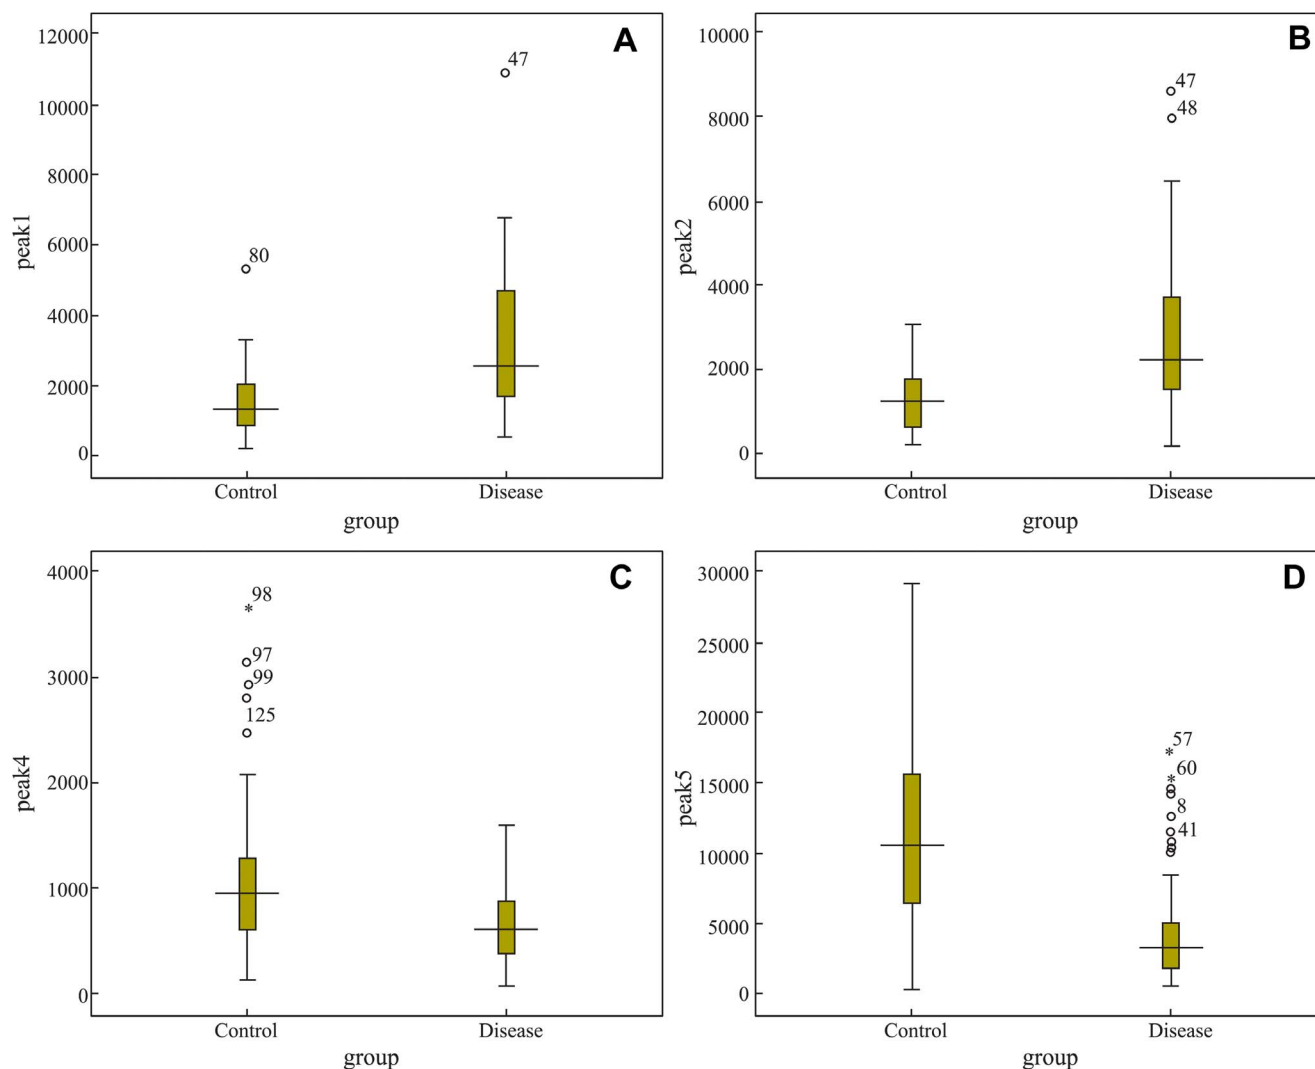 A
12000
10000
8000
6000
4000
2000
0
peak1
47
80
Control
Disease
group
B
10000
8000
6000
4000
2000
0
peak2
47
48
Control
Disease
group
C
4000
3000
2000
1000
0
peak4
*98
97
99
125
Control
Disease
group
D
30000
25000
20000
15000
10000
5000
0
peak5
*57
*60
8
41
Control
Disease
group